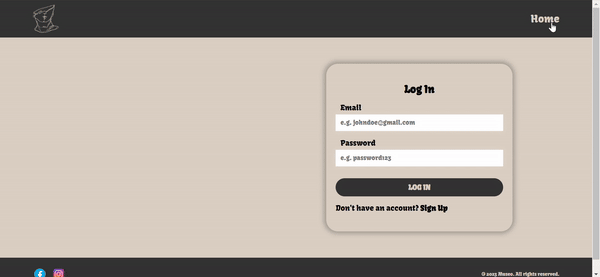 Home
Log In
Email
e.g. johndoe@gmail.com
Password
e.g. password123
LOG IN
Don't have an account? Sign Up
© 2023 Museo. All rights reserved.